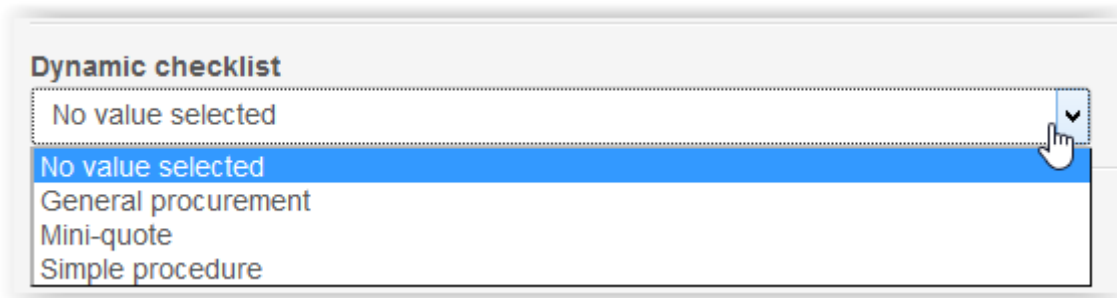 Dynamic checklist
No value selected
No value selected
General procurement
Mini-quote
Simple procedure